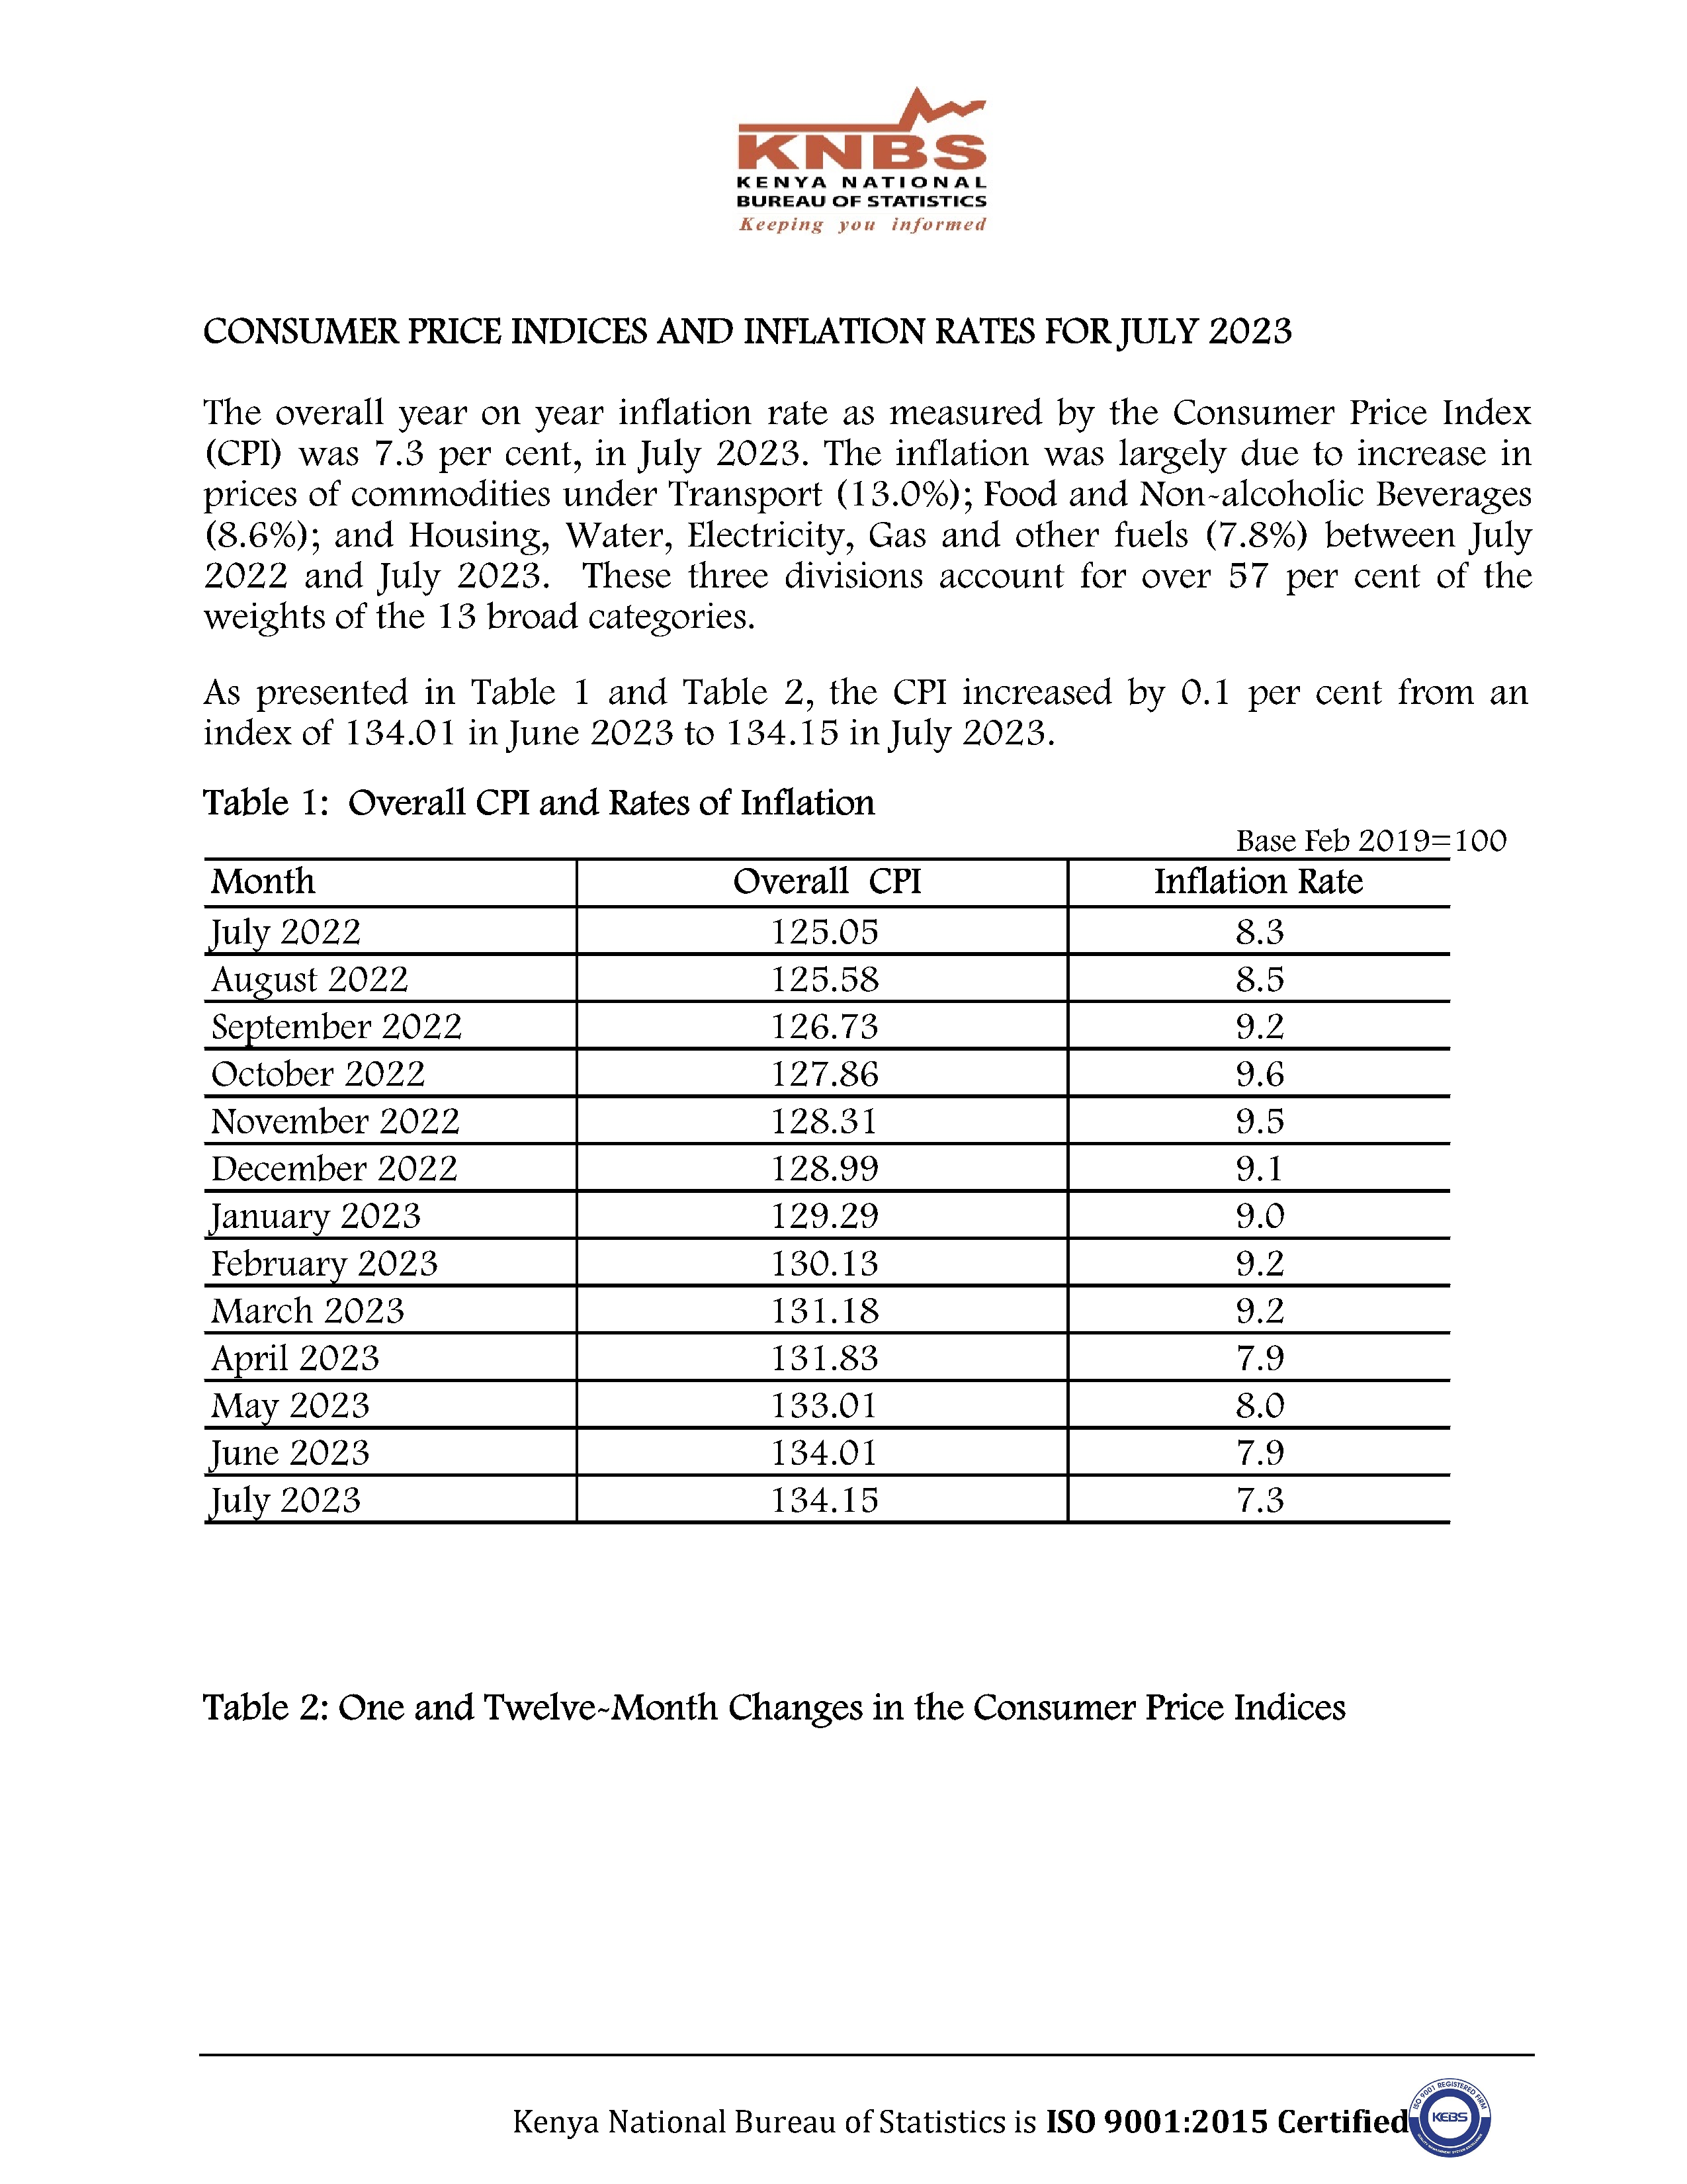 KNBS
KENYA NATIONAL
BUREAU OF STATISTICS
Keeping you informed
CONSUMER PRICE INDICES AND INFLATION RATES FOR JULY 2023
The overall year on year inflation rate as measured by the Consumer Price Index
(CPI) was 7.3 per cent, in July 2023. The inflation was largely due to increase in
prices of commodities under Transport (13.0%); Food and Non-alcoholic Beverages
(8.6%); and Housing, Water, Electricity, Gas and other fuels (7.8%) between July
2022 and July 2023. These three divisions account for over 57 per cent of the
weights of the 13 broad categories.
As presented in Table 1 and Table 2, the CPI increased by 0.1 per cent from an
index of 134.01 in June 2023 to 134.15 in July 2023.
Table 1: Overall CPI and Rates of Inflation
Base Feb 2019=100
Month Overall CPI Inflation Rate
July 2022 125.05 8.3
August 2022 125.58 8.5
September 2022 126.73 9.2
October 2022 127.86 9.6
November 2022 128.31 9.5
December 2022 128.99 9.1
January 2023 129.29 9.0
February 2023 130.13 9.2
March 2023 131.18 9.2
April 2023 131.83 7.9
May 2023 133.01 8.0
June 2023 134.01 7.9
July 2023 134.15 7.3
Table 2: One and Twelve-Month Changes in the Consumer Price Indices
Kenya National Bureau of Statistics is ISO 9001:2015 Certified
ISO 9001 REGISTERED FIRM
KEBS